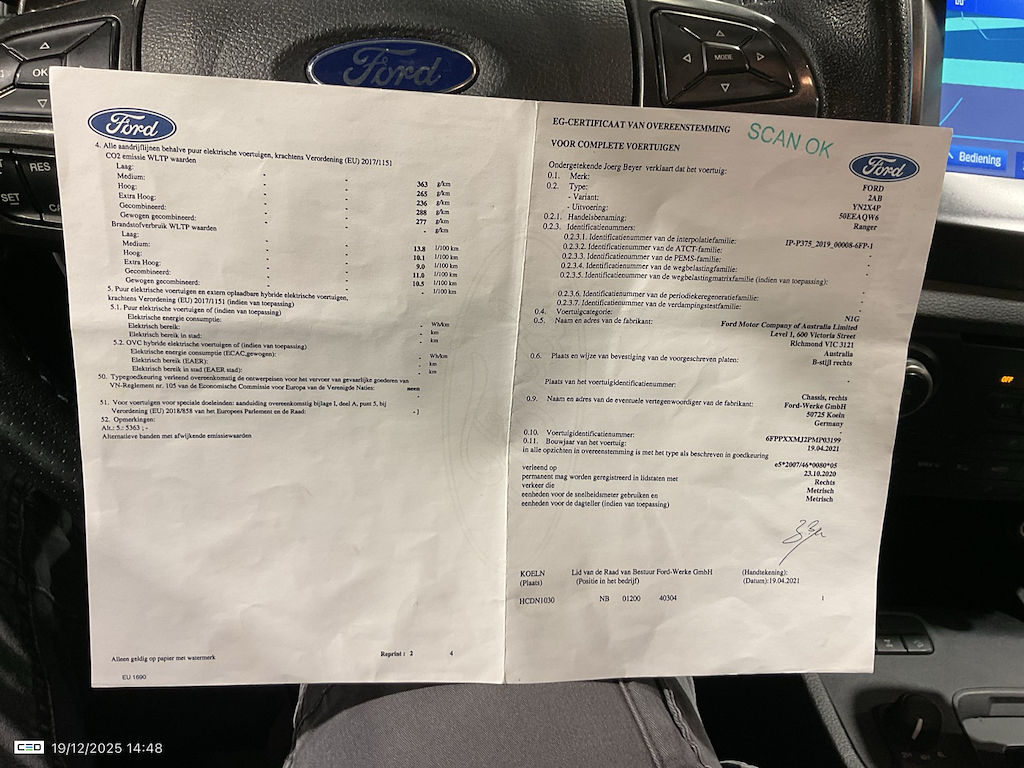 OK
Ford
MODE
RES
SET
Bediening
OFF
Ford
4. Alle aandrijflijnen behalve puur elektrische voertuigen, krachtens Verordening (EU) 2017/1151
CO2 emissie WLTP waarden
Laag: - - 363 g/km
Medium: - - 265 g/km
Hoog: - - 236 g/km
Extra Hoog: - - 288 g/km
Gecombineerd: - - 277 g/km
Gewogen gecombineerd: - g/km
Brandstofverbruik WLTP waarden
Laag: - - 13.8 l/100 km
Medium: - - 10.1 l/100 km
Hoog: - - 9.0 l/100 km
Extra Hoog: - - 11.0 l/100 km
Gecombineerd: - - 10.5 l/100 km
Gewogen gecombineerd: - l/100 km
5. Puur elektrische voertuigen en extern oplaadbare hybride elektrische voertuigen,
krachtens Verordening (EU) 2017/1151 (indien van toepassing)
5.1. Puur elektrische voertuigen of (indien van toepassing)
Elektrische energie consumptie: - Wh/km
Elektrisch bereik: - km
Elektrisch bereik in stad: - km
5.2. OVC hybride elektrische voertuigen of (indien van toepassing)
Elektrische energie consumptie (ECAC,gewogen): - Wh/km
Elektrisch bereik (EAER): - km
Elektrisch bereik in stad (EAER stad): - km
50. Typegoedkeuring verleend overeenkomstig de ontwerpeisen voor het vervoer van gevaarlijke goederen van
VN-Reglement nr. 105 van de Economische Commissie voor Europa van de Verenigde Naties: neen
51. Voor voertuigen voor speciale doeleinden: aanduiding overeenkomstig bijlage I, deel A, punt 5, bij
Verordening (EU) 2018/858 van het Europees Parlement en de Raad: -]
52. Opmerkingen:
Alt.: 5.: 5363 ; -
Alternatieve banden met afwijkende emissiewaarden
Alleen geldig op papier met watermerk
Reprint : 2 4
EU 1690
EG-CERTIFICAAT VAN OVEREENSTEMMING
SCAN OK
VOOR COMPLETE VOERTUIGEN
Ford
Ondergetekende Joerg Beyer verklaart dat het voertuig:
0.1. Merk: FORD
0.2. Type: 2AB
- Variant: YN2X4P
- Uitvoering: 50EEAQW6
0.2.1. Handelsbenaming: Ranger
0.2.3. Identificatienummers:
0.2.3.1. Identificatienummer van de interpolatiefamilie: IP-P375_2019_00008-6FP-1
0.2.3.2. Identificatienummer van de ATCT-familie: -
0.2.3.3. Identificatienummer van de PEMS-familie: -
0.2.3.4. Identificatienummer van de wegbelastingfamilie: -
0.2.3.5. Identificatienummer van de wegbelastingmatrixfamilie (indien van toepassing): -
0.2.3.6. Identificatienummer van de periodiekeregeneratiefamilie: -
0.2.3.7. Identificatienummer van de verdampingstestfamilie: -
0.4. Voertuigcategorie: N1G
0.5. Naam en adres van de fabrikant: Ford Motor Company of Australia Limited
Level 1, 600 Victoria Street
Richmond VIC 3121
Australia
0.6. Plaats en wijze van bevestiging van de voorgeschreven platen: B-stijl rechts
-
Plaats van het voertuigidentificatienummer: Chassis, rechts
0.9. Naam en adres van de eventuele vertegenwoordiger van de fabrikant: Ford-Werke GmbH
50725 Koeln
Germany
-
0.10. Voertuigidentificatienummer: 6FPPXXMJ2PMP03199
0.11. Bouwjaar van het voertuig: 19.04.2021
in alle opzichten in overeenstemming is met het type als beschreven in goedkeuring
e5*2007/46*0080*05
verleend op 23.10.2020
permanent mag worden geregistreerd in lidstaten met
verkeer die Rechts
eenheden voor de snelheidsmeter gebruiken en Metrisch
eenheden voor de dagteller (indien van toepassing) Metrisch
KOELN Lid van de Raad van Bestuur Ford-Werke GmbH (Handtekening):
(Plaats) (Positie in het bedrijf) (Datum):19.04.2021
HCDN1030 NB 01200 40304 1
CEO 19/12/2025 14:48